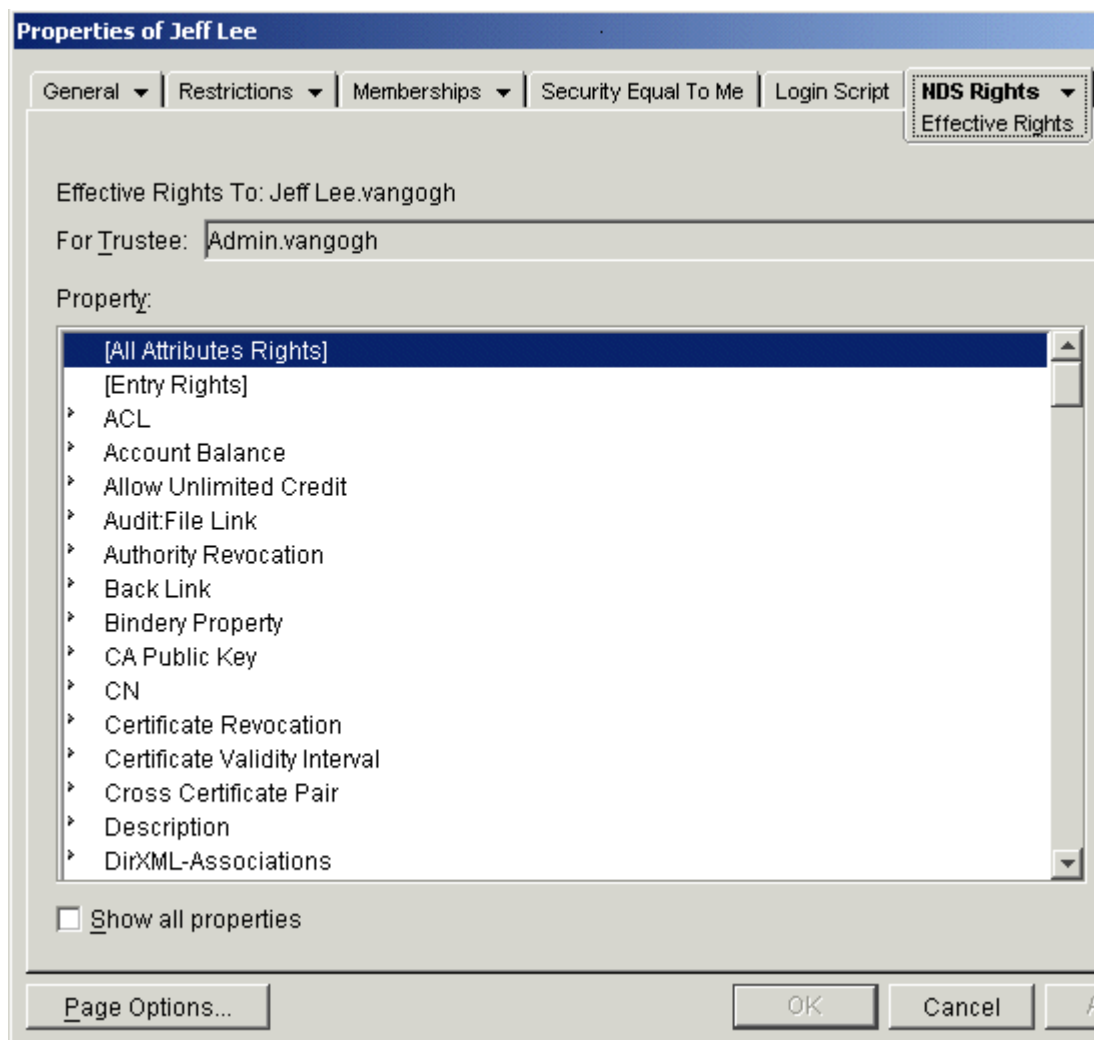 Properties of Jeff Lee
General Restrictions Memberships Security Equal To Me Login Script NDS Rights
Effective Rights
Effective Rights To: Jeff Lee.vangogh
For Trustee: Admin.vangogh
Property:
[All Attributes Rights]
[Entry Rights]
ACL
Account Balance
Allow Unlimited Credit
Audit:File Link
Authority Revocation
Back Link
Bindery Property
CA Public Key
CN
Certificate Revocation
Certificate Validity Interval
Cross Certificate Pair
Description
DirXML-Associations
Show all properties
Page Options... OK Cancel